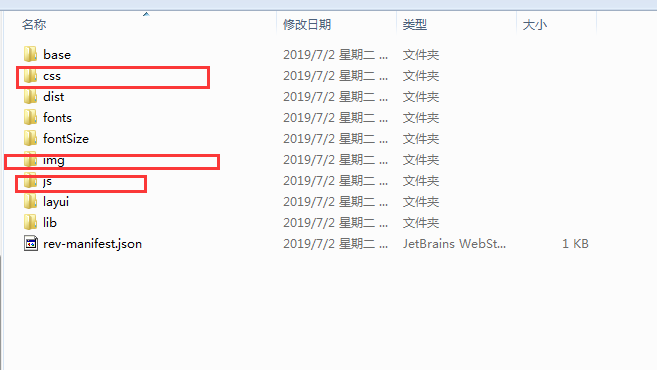 名称 修改日期 类型 大小
base 2019/7/2 星期二 ... 文件夹
css 2019/7/2 星期二 ... 文件夹
dist 2019/7/2 星期二 ... 文件夹
fonts 2019/7/2 星期二 ... 文件夹
fontSize 2019/7/2 星期二 ... 文件夹
img 2019/7/2 星期二 ... 文件夹
js 2019/7/2 星期二 ... 文件夹
layui 2019/7/2 星期二 ... 文件夹
lib 2019/7/2 星期二 ... 文件夹
rev-manifest.json 2019/7/2 星期二 ... JetBrains WebSt... 1 KB